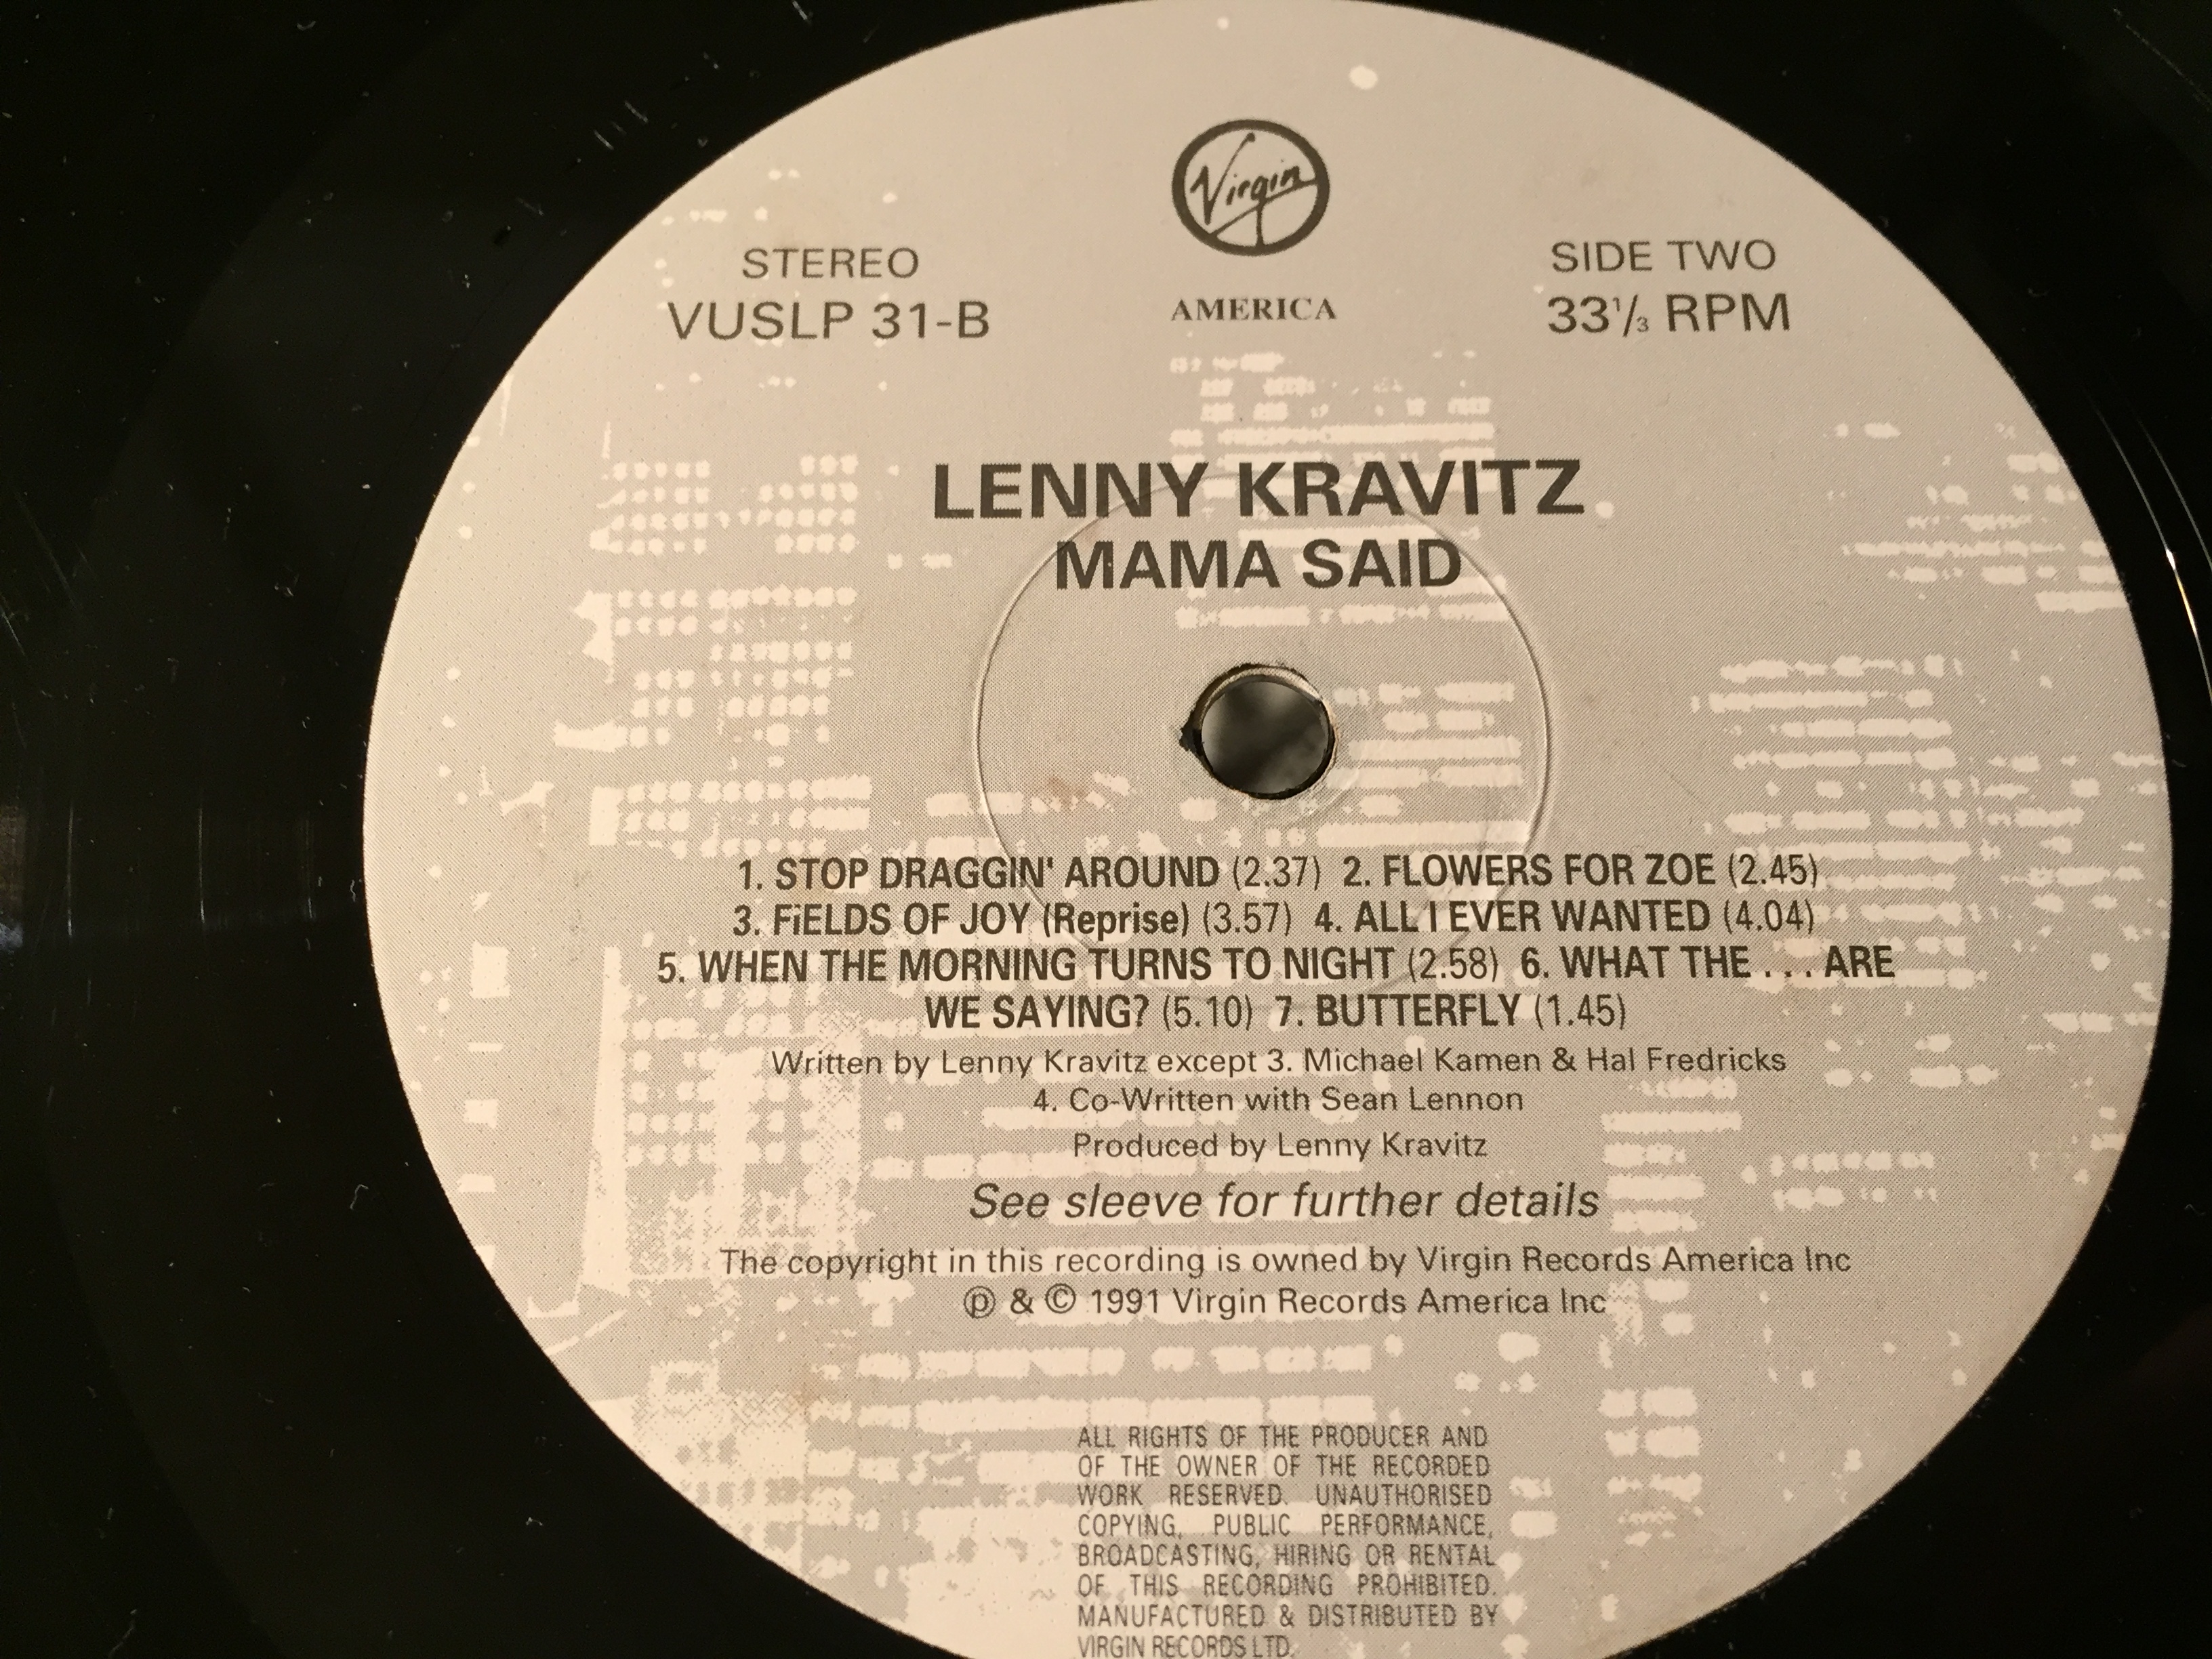 Virgin
AMERICA
STEREO
VUSLP 31-B
SIDE TWO
33 1/3 RPM
LENNY KRAVITZ
MAMA SAID
1. STOP DRAGGIN' AROUND (2.37) 2. FLOWERS FOR ZOE (2.45)
3. FiELDS OF JOY (Reprise) (3.57) 4. ALL I EVER WANTED (4.04)
5. WHEN THE MORNING TURNS TO NIGHT (2.58) 6. WHAT THE . . . ARE
WE SAYING? (5.10) 7. BUTTERFLY (1.45)
Written by Lenny Kravitz except 3. Michael Kamen & Hal Fredricks
4. Co-Written with Sean Lennon
Produced by Lenny Kravitz
See sleeve for further details
The copyright in this recording is owned by Virgin Records America Inc
℗ & © 1991 Virgin Records America Inc
ALL RIGHTS OF THE PRODUCER AND
OF THE OWNER OF THE RECORDED
WORK RESERVED. UNAUTHORISED
COPYING, PUBLIC PERFORMANCE,
BROADCASTING, HIRING OR RENTAL
OF THIS RECORDING PROHIBITED.
MANUFACTURED & DISTRIBUTED BY
VIRGIN RECORDS LTD.